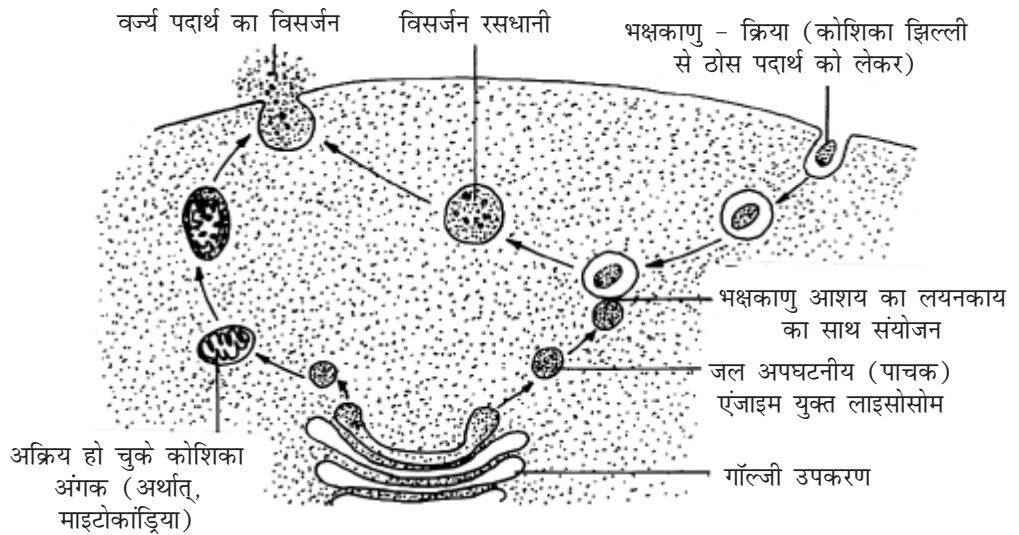 वर्ज्य पदार्थ का विसर्जन
विसर्जन रसधानी
भक्षकाणु – क्रिया (कोशिका झिल्ली
से ठोस पदार्थ को लेकर)
भक्षकाणु आशय का लयनकाय
का साथ संयोजन
जल अपघटनीय (पाचक)
एंजाइम युक्त लाइसोसोम
गॉल्जी उपकरण
अक्रिय हो चुके कोशिका
अंगक (अर्थात्,
माइटोकांड्रिया)